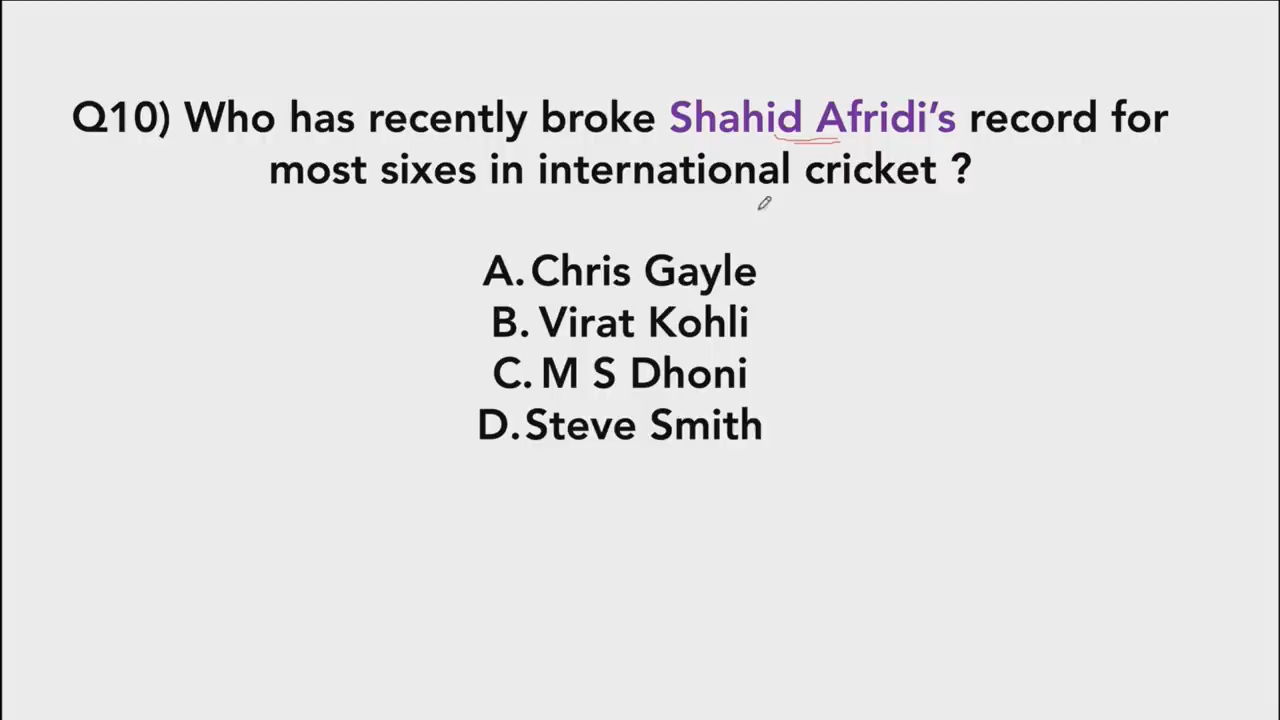 Q10) Who has recently broke Shahid Afridi’s record for
most sixes in international cricket ?
A. Chris Gayle
B. Virat Kohli
C. M S Dhoni
D. Steve Smith